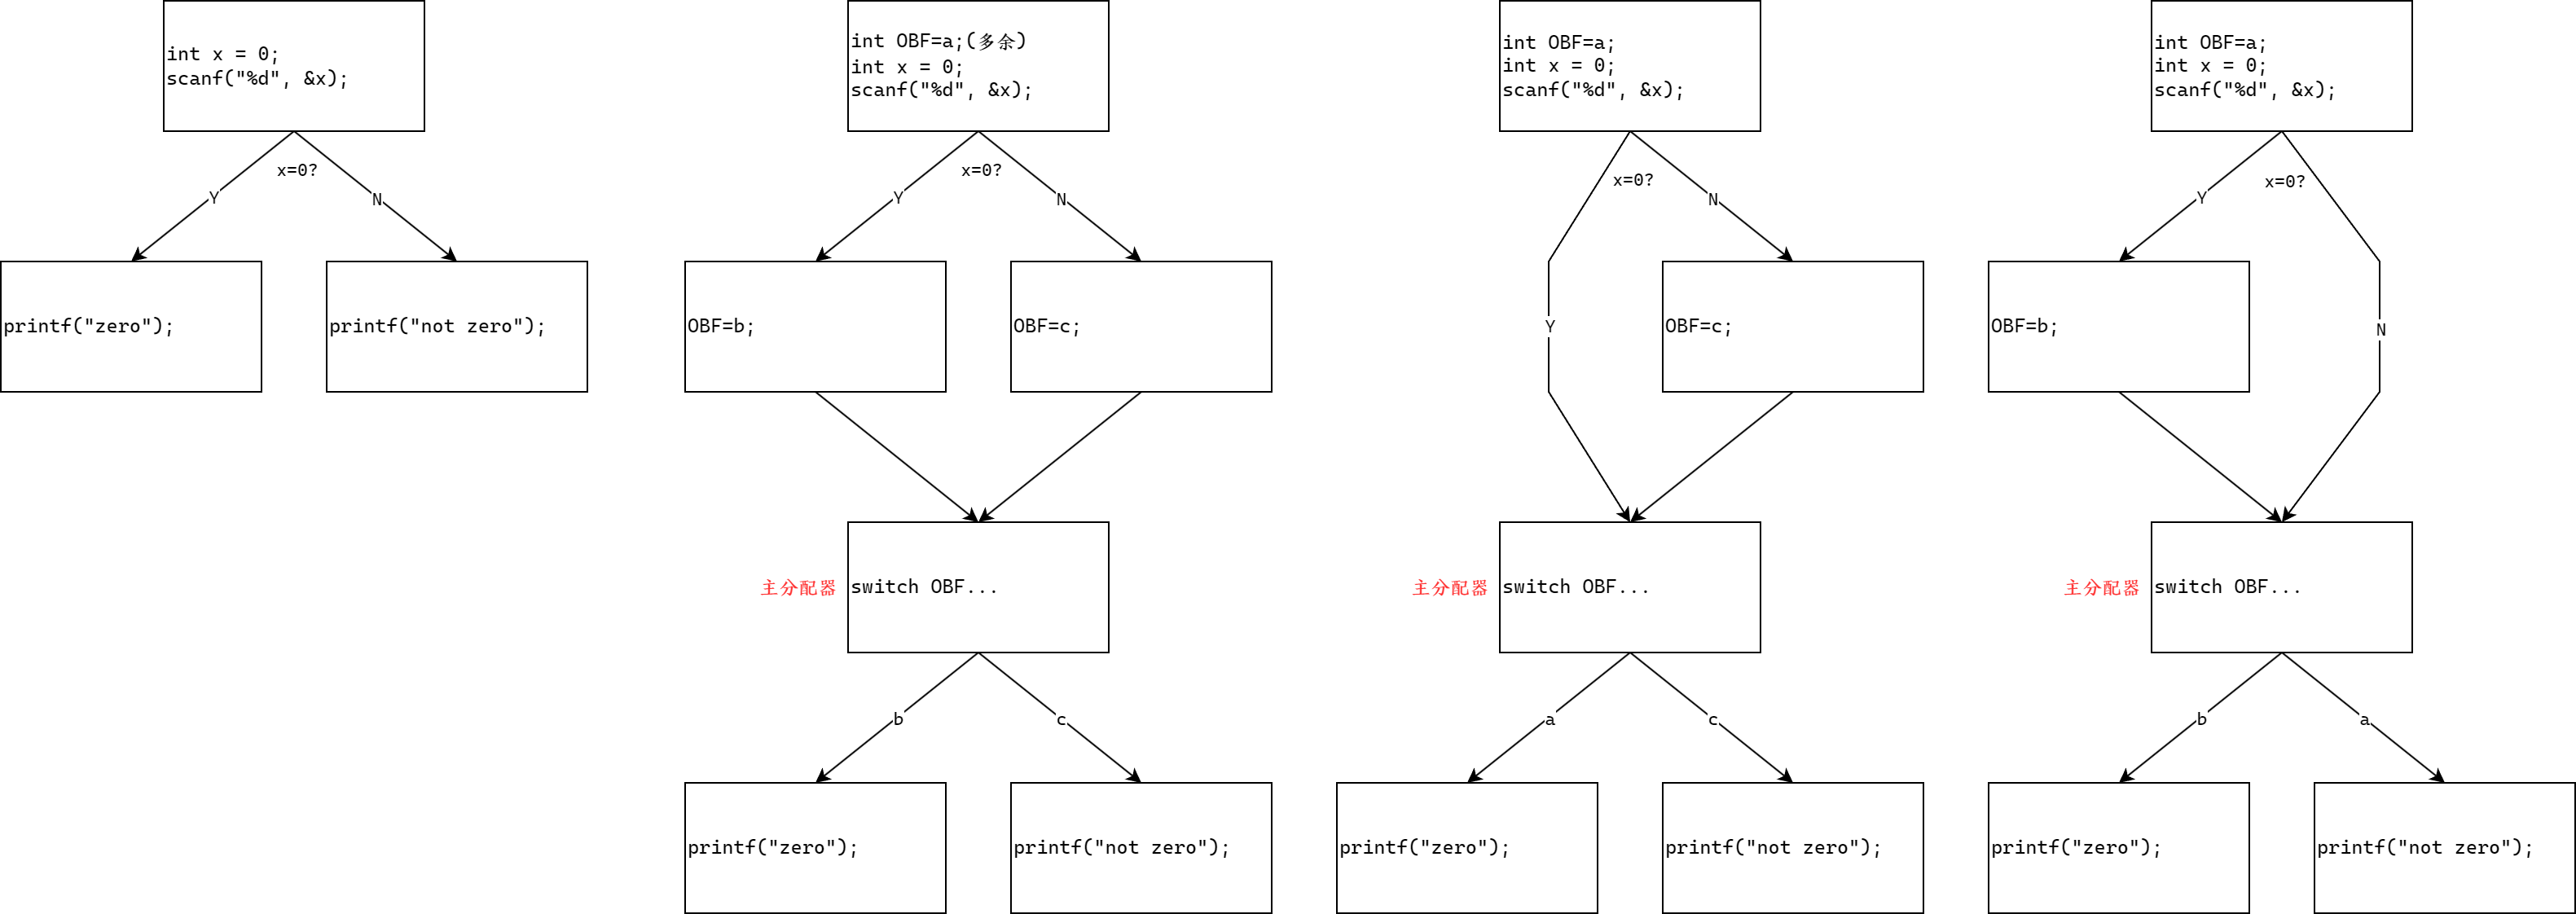 int x = 0;
scanf("%d", &x);
x=0?
Y
N
printf("zero");
printf("not zero");
int OBF=a;(多余)
int x = 0;
scanf("%d", &x);
x=0?
Y
N
OBF=b;
OBF=c;
主分配器
switch OBF...
b
c
printf("zero");
printf("not zero");
int OBF=a;
int x = 0;
scanf("%d", &x);
x=0?
N
Y
OBF=c;
主分配器
switch OBF...
a
c
printf("zero");
printf("not zero");
int OBF=a;
int x = 0;
scanf("%d", &x);
x=0?
Y
OBF=b;
N
主分配器
switch OBF...
b
a
printf("zero");
printf("not zero");